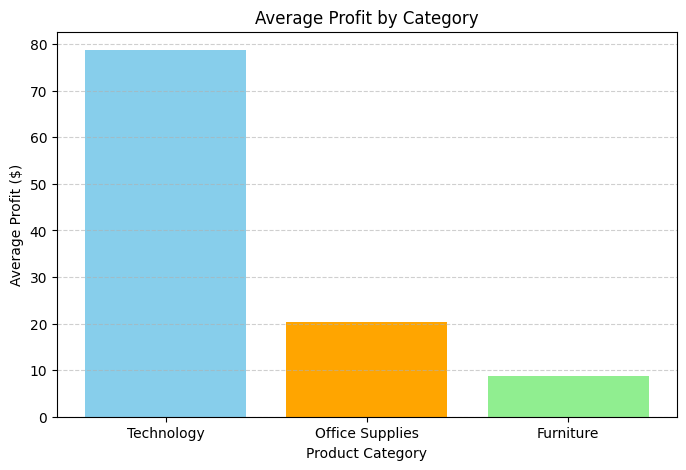 Average Profit by Category
Average Profit ($)
80
70
60
50
40
30
20
10
0
Technology
Office Supplies
Furniture
Product Category